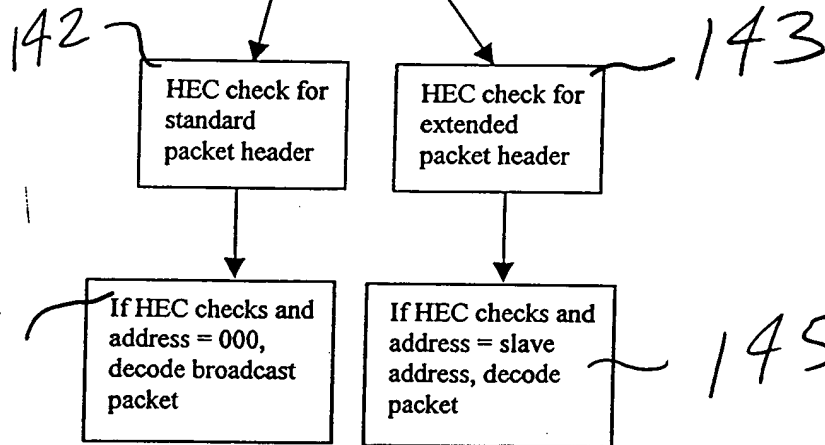 142
143
HEC check for
standard
packet header
HEC check for
extended
packet header
If HEC checks and
address = 000,
decode broadcast
packet
If HEC checks and
address = slave
address, decode
packet
145